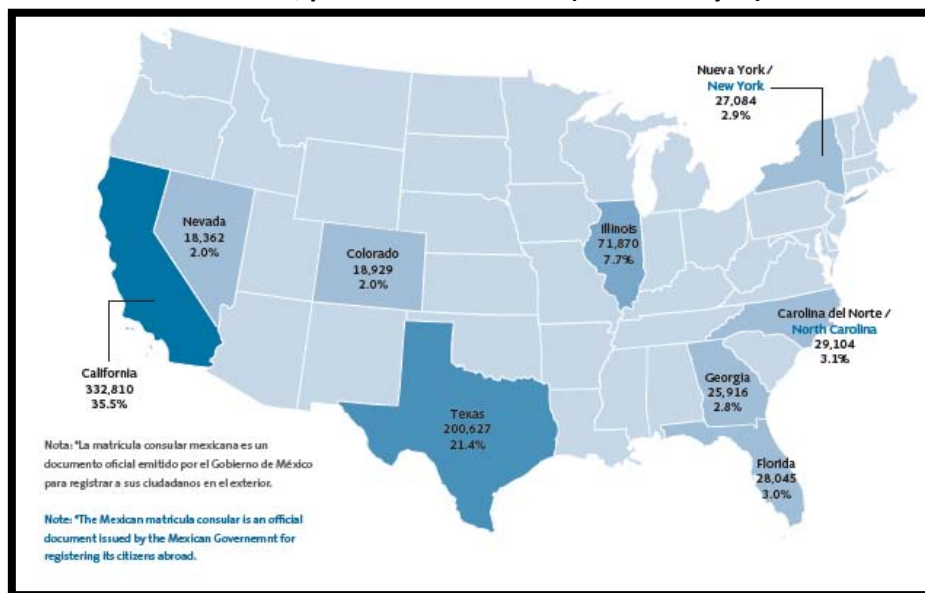 Nueva York /
New York
27,084
2.9%
Nevada
18,362
2.0%
Colorado
18,929
2.0%
Illinois
71,870
7.7%
Carolina del Norte /
North Carolina
29,104
3.1%
California
332,810
35.5%
Georgia
25,916
2.8%
Texas
200,627
21.4%
Florida
28,045
3.0%
Nota: *La matrícula consular mexicana es un
documento oficial emitido por el Gobierno de México
para registrar a sus ciudadanos en el exterior.
Note: *The Mexican matricula consular is an official
document issued by the Mexican Governemnt for
registering its citizens abroad.